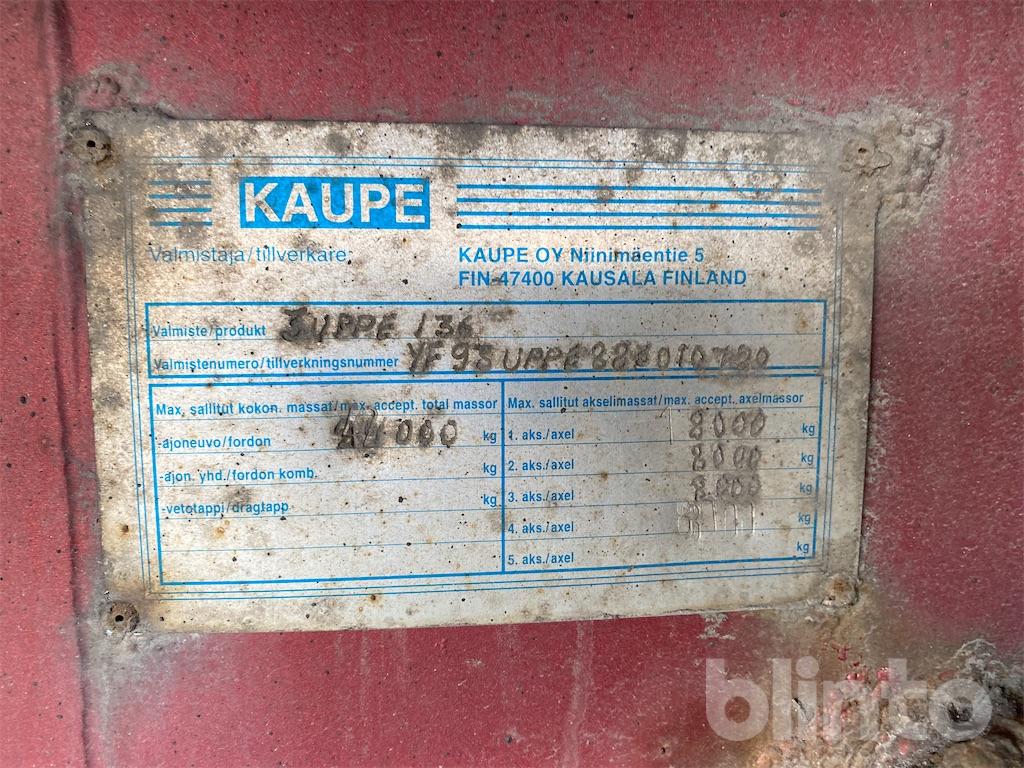 KAUPE
Valmistaja/tillverkare: KAUPE OY Niinimäentie 5
FIN-47400 KAUSALA FINLAND
Valmiste/produkt 136
Valmistenumero/tillverkningsnummer
Max. sallitut kokon. massat/max. accept. total massor
-ajoneuvo/fordon 44000 kg
-ajon. yhd./fordon komb. kg
-vetotappi/dragtapp kg
Max. sallitut akselimassat/max. accept. axelmassor
1. aks./axel 8000 kg
2. aks./axel 8000 kg
3. aks./axel 8000 kg
4. aks./axel kg
5. aks./axel kg
blinto